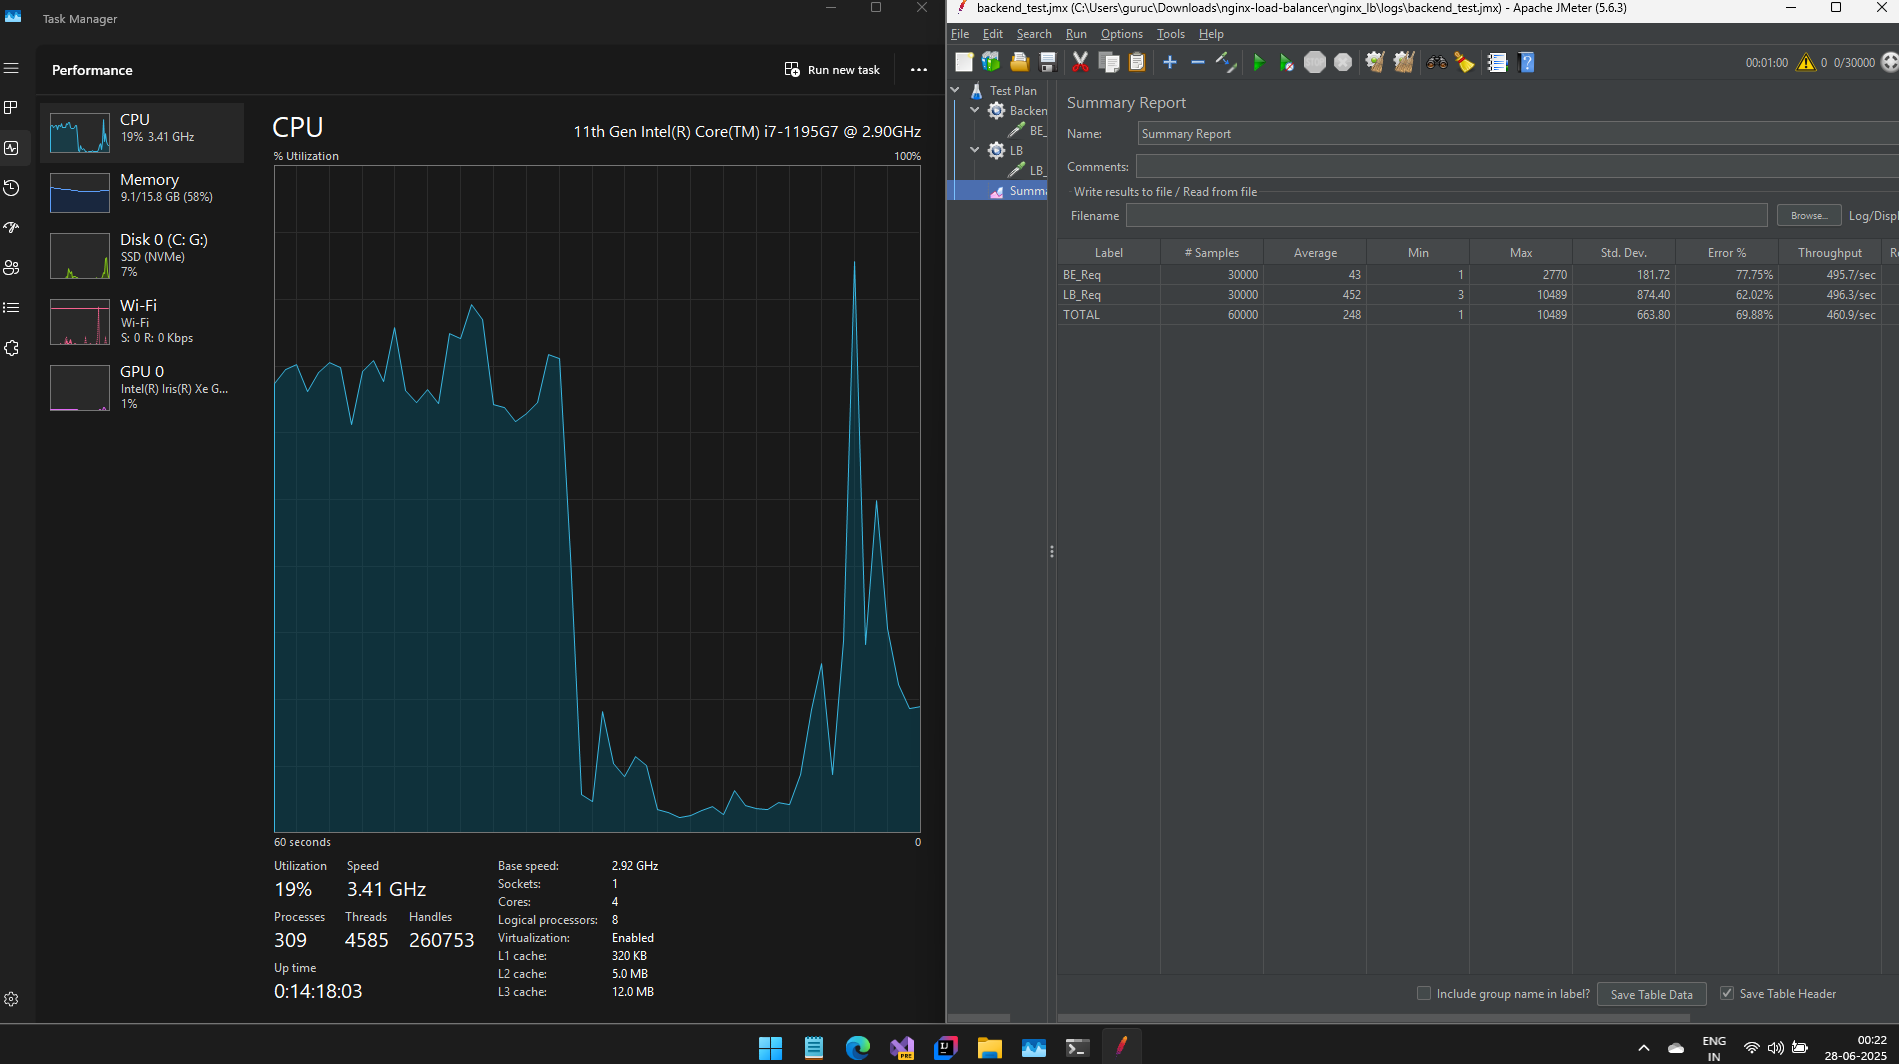 Task Manager
Performance
Run new task
CPU
19% 3.41 GHz
Memory
9.1/15.8 GB (58%)
Disk 0 (C: G:)
SSD (NVMe)
7%
Wi-Fi
Wi-Fi
S: 0 R: 0 Kbps
GPU 0
Intel(R) Iris(R) Xe G...
1%
CPU
11th Gen Intel(R) Core(TM) i7-1195G7 @ 2.90GHz
% Utilization
100%
60 seconds
0
Utilization
Speed
19%
3.41 GHz
Processes
Threads
Handles
309
4585
260753
Up time
0:14:18:03
Base speed: 2.92 GHz
Sockets: 1
Cores: 4
Logical processors: 8
Virtualization: Enabled
L1 cache: 320 KB
L2 cache: 5.0 MB
L3 cache: 12.0 MB
backend_test.jmx (C:\Users\guruc\Downloads\nginx-load-balancer\nginx_lb\logs\backend_test.jmx) - Apache JMeter (5.6.3)
File Edit Search Run Options Tools Help
STOP
00:01:00
0 0/30000
Test Plan
Backen
BE_
LB
LB_
Summa
Summary Report
Name: Summary Report
Comments:
Write results to file / Read from file
Filename
Browse...
Log/Displ
Label # Samples Average Min Max Std. Dev. Error % Throughput Re
BE_Req 30000 43 1 2770 181.72 77.75% 495.7/sec
LB_Req 30000 452 3 10489 874.40 62.02% 496.3/sec
TOTAL 60000 248 1 10489 663.80 69.88% 460.9/sec
Include group name in label?
Save Table Data
Save Table Header
PRE
IJ
ENG
IN
00:22
28-06-2025